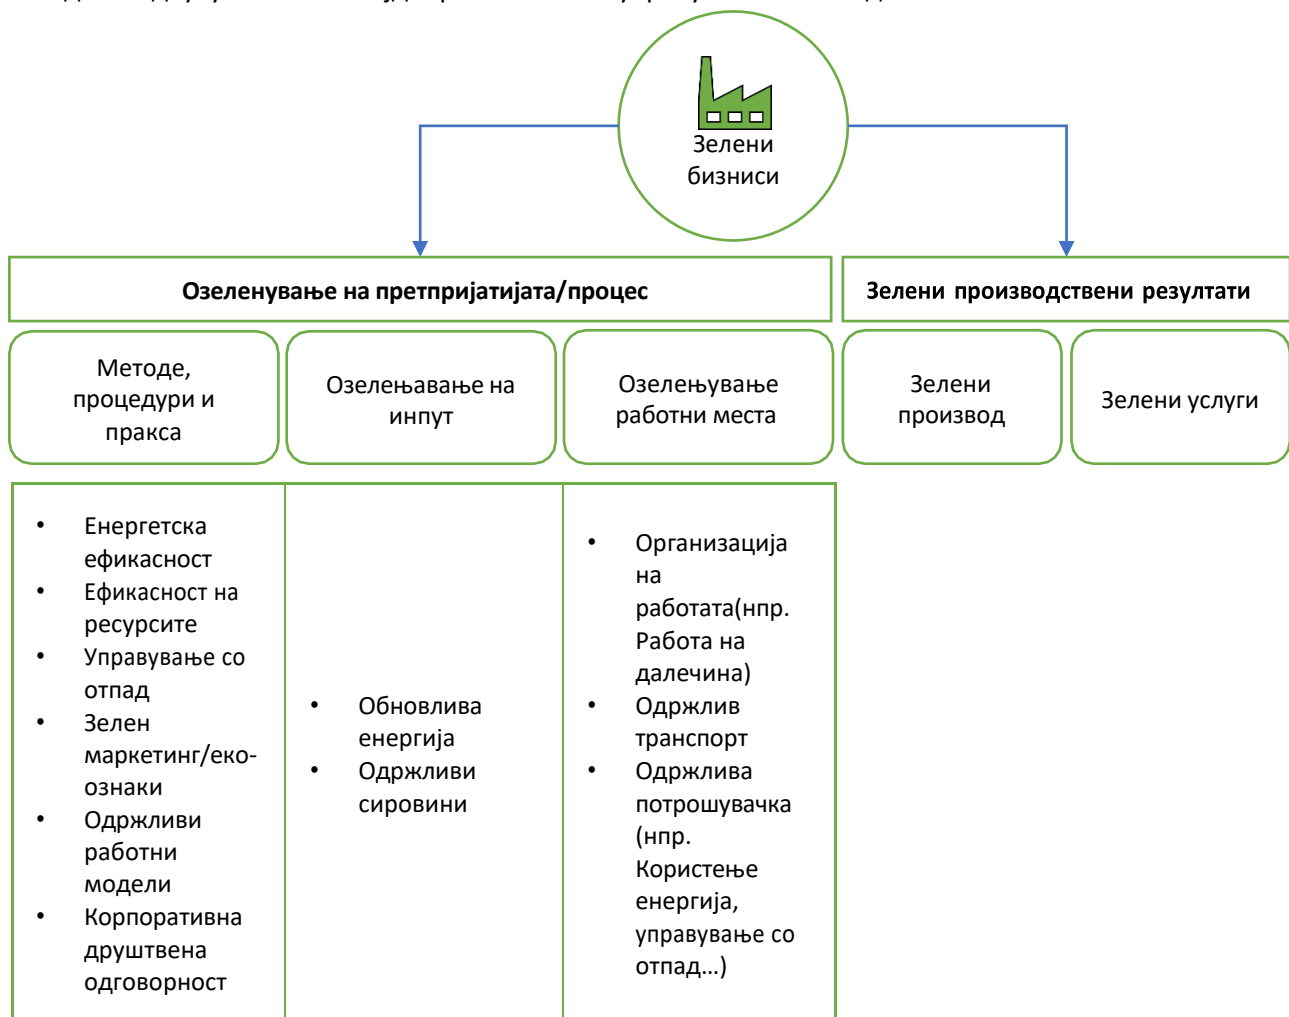 Зелени
бизниси
Озеленување на претпријатијата/процес
Зелени производствени резултати
Методе,
процедури и
пракса
Озелењавање на
инпут
Озелењување
работни места
Зелени
производ
Зелени услуги
• Енергетска
ефикасност
• Ефикасност на
ресурсите
• Управување со
отпад
• Зелен
маркетинг/еко-
ознаки
• Одржливи
работни
модели
• Корпоративна
друштвена
одговорност
• Обновлива
енергија
• Одржливи
сировини
• Организација
на
работата(нпр.
Работа на
далечина)
• Одржлив
транспорт
• Одржлива
потрошувачка
(нпр.
Користење
енергија,
управување со
отпад...)